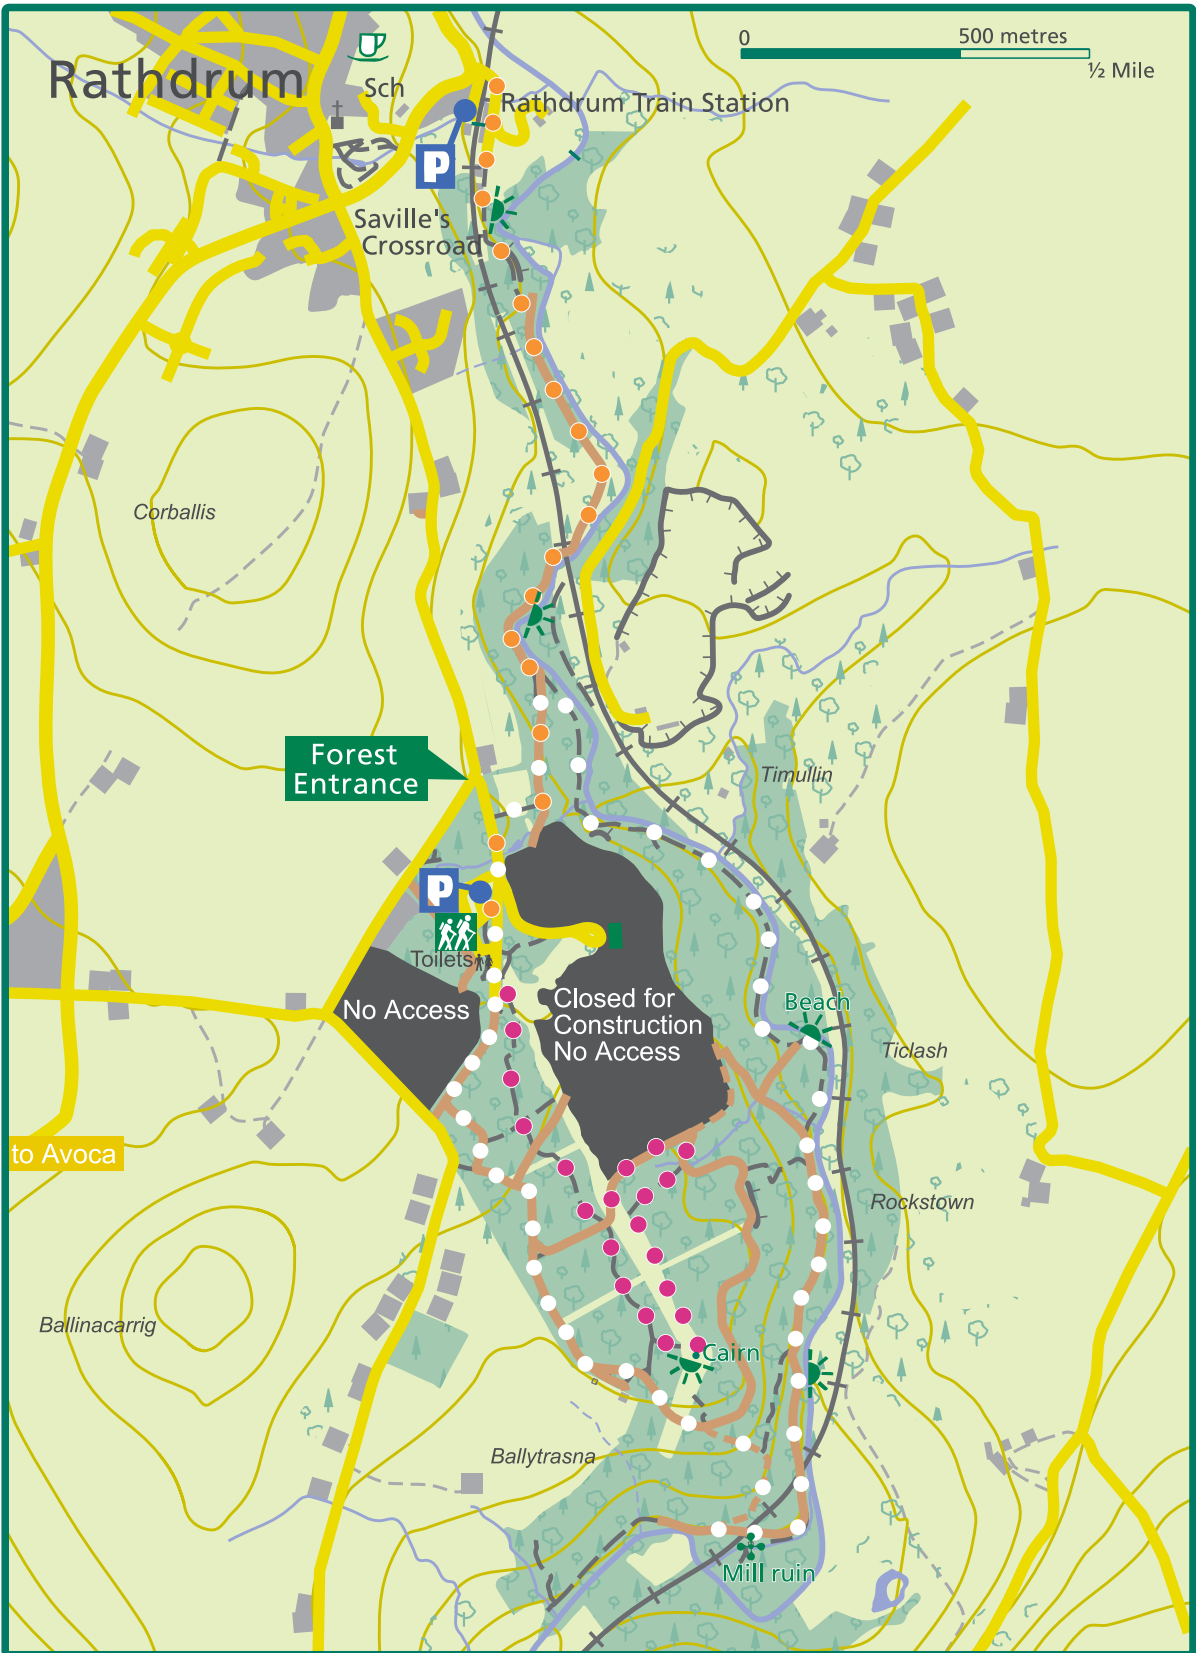 0
500 metres
½ Mile
Rathdrum
Sch
Rathdrum Train Station
P
Saville's
Crossroad
Corballis
Forest
Entrance
Timullin
P
Toilets
No Access
Closed for
Construction
No Access
Beach
Ticlash
to Avoca
Rockstown
Ballinacarrig
Cairn
Ballytrasna
Mill ruin